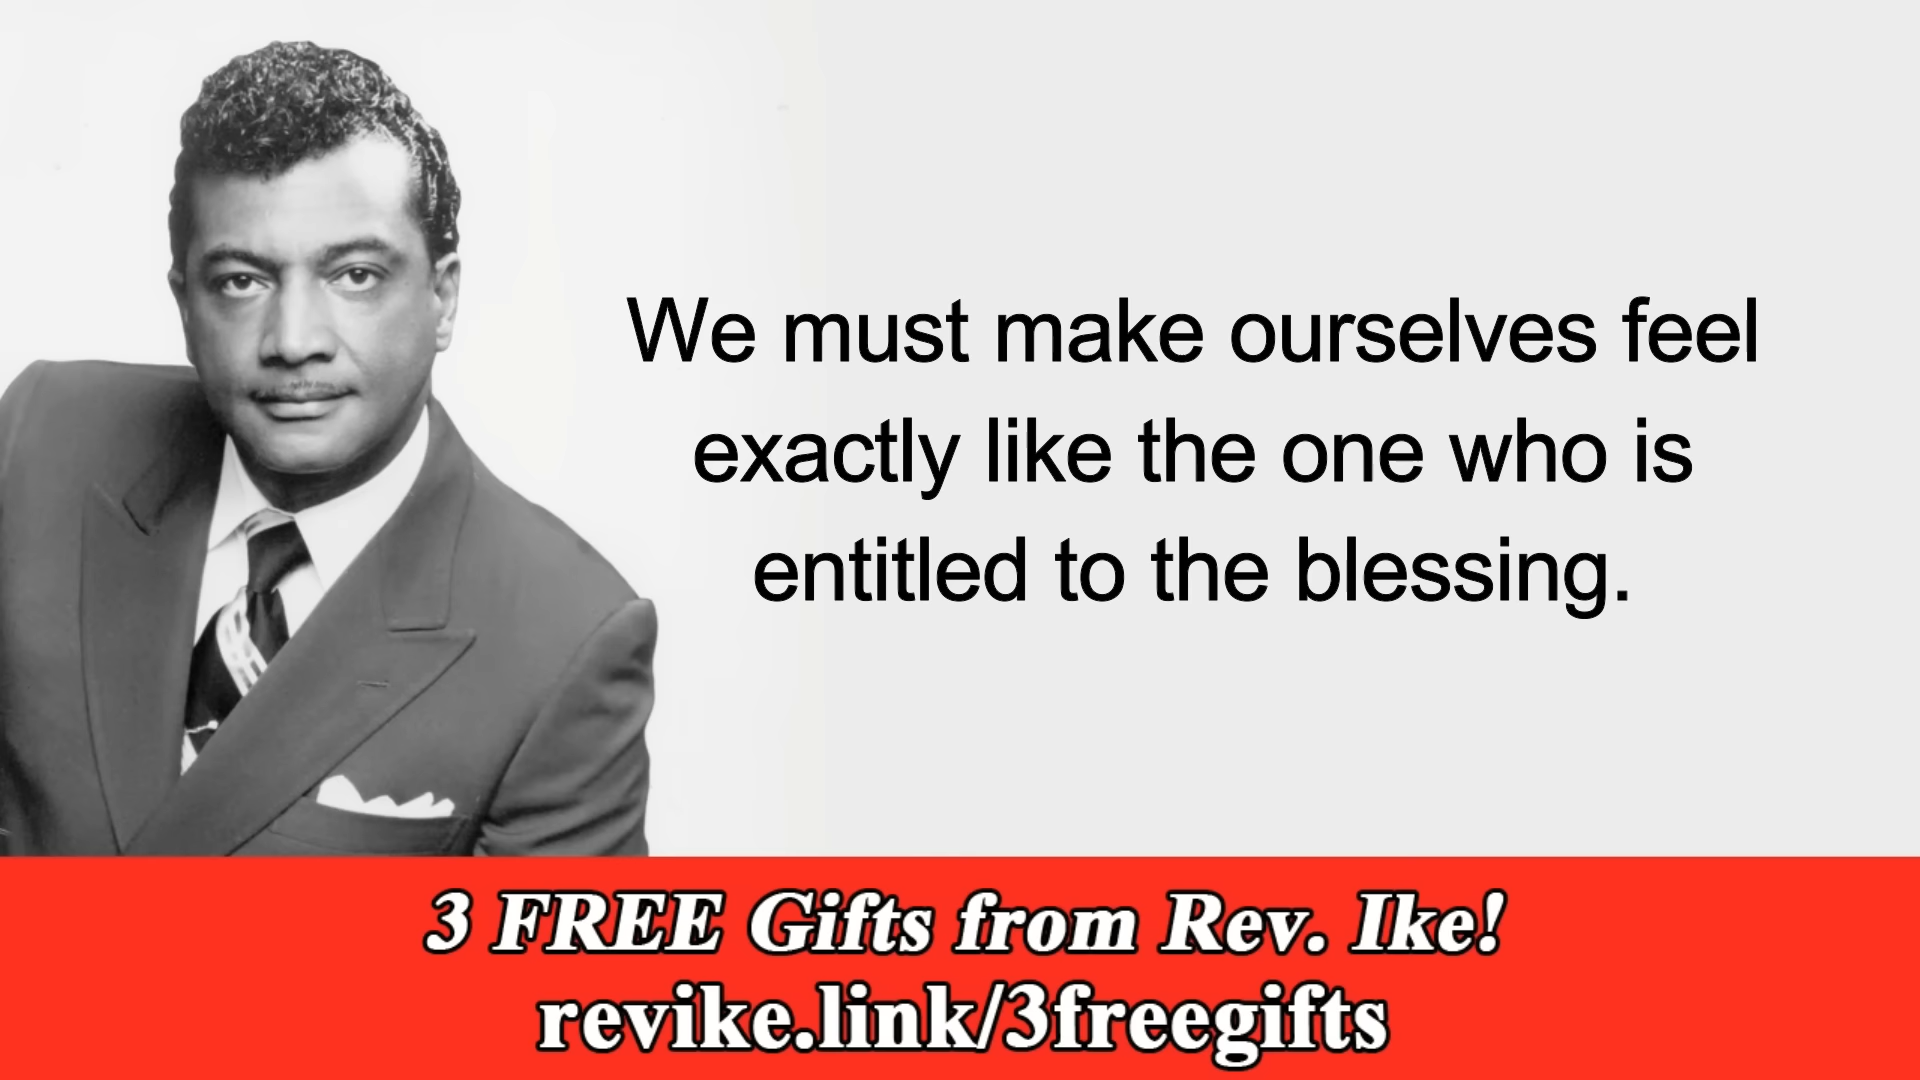 We must make ourselves feel
exactly like the one who is
entitled to the blessing.
3 FREE Gifts from Rev. Ike!
revike.link/3freegifts